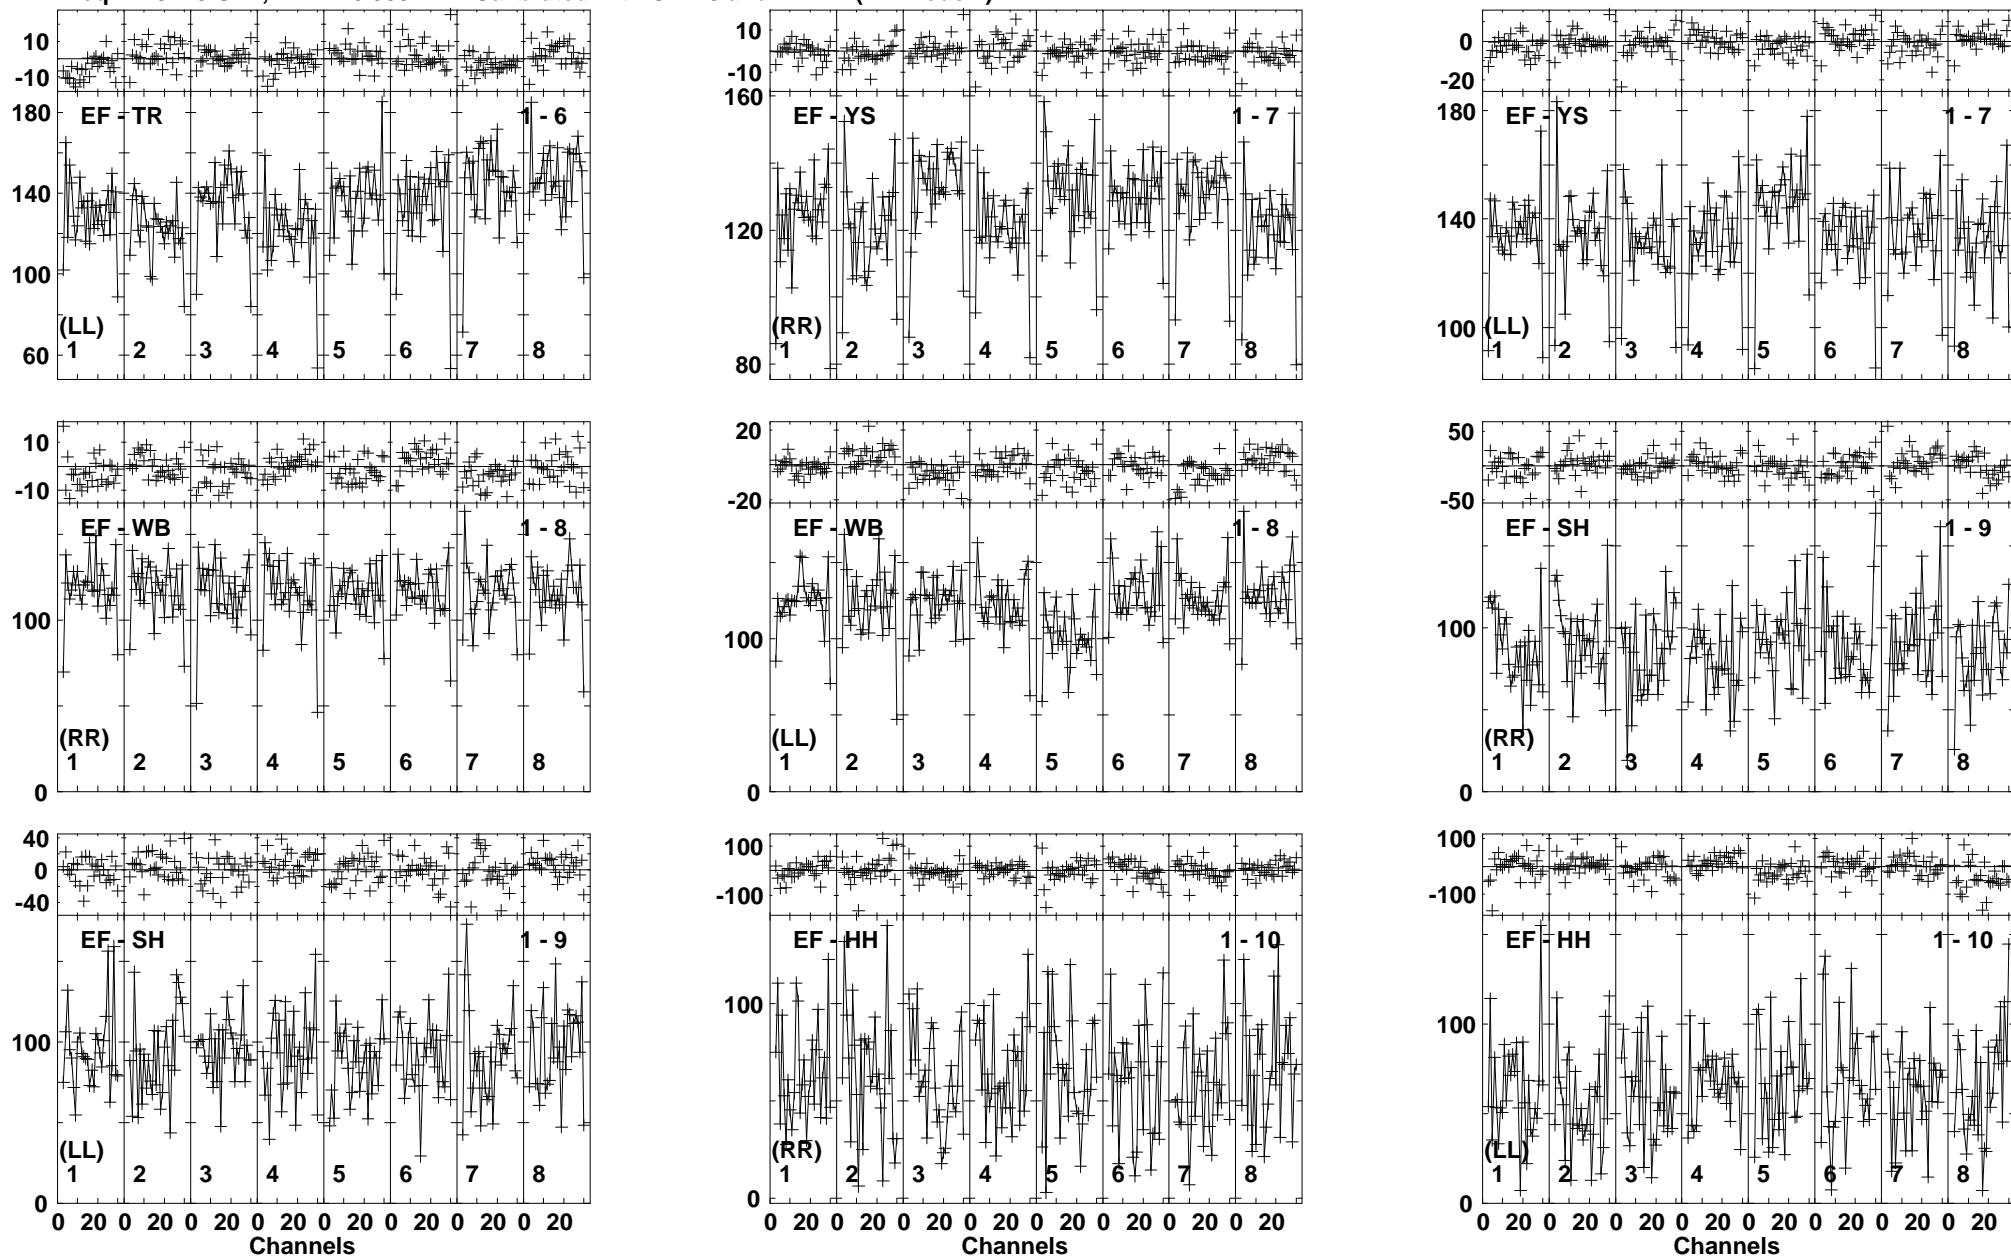 10 10 0
-10 -10 -20
180 EF - TR 1 - 6 160 EF - YS 1 - 7 180 EF - YS 1 - 7
140 120 140
100 100
60 (LL) 1 2 3 4 5 6 7 8 80 (RR) 1 2 3 4 5 6 7 8 (LL) 1 2 3 4 5 6 7 8
10 20 50
0
-10 -20 -50
EF - WB 1 - 8 EF - WB 1 - 8 EF - SH 1 - 9
100 100 100
(RR) 1 2 3 4 5 6 7 8 (LL) 1 2 3 4 5 6 7 8 (RR) 1 2 3 4 5 6 7 8
0 0
40 100 100
0
-40 -100 -100
EF - SH 1 - 9 EF - HH 1 - 10 EF - HH 1 - 10
100 100 100
(LL) 1 2 3 4 5 6 7 8 (RR) 1 2 3 4 5 6 7 8 (LL) 1 2 3 4 5 6 7 8
0 0 0
0 20 0 20 0 20 0 20 0 20 0 20 0 20 0 20 0 20 0 20 0 20 0 20 0 20 0 20 0 20 0 20 0 20 0 20 0 20 0 20 0 20 0 20 0 20 0 20
Channels Channels Channels